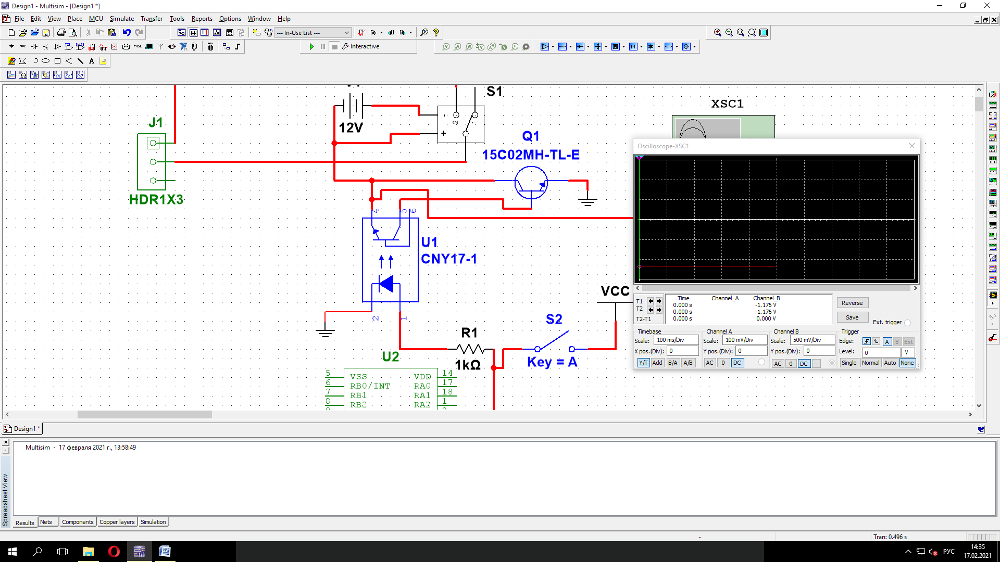 Design1 - Multisim - [Design1 *]
File Edit View Place MCU Simulate Transfer Tools Reports Options Window Help
--- In-Use List ---
Interactive
S1
XSC1
J1
12V
2 1
Q1
15C02MH-TL-E
HDR1X3
Oscilloscope-XSC1
4 5 6
U1
CNY17-1
VCC
2 1
S2
R1
1kΩ
Key = A
U2
5 VSS VDD 14
6 RB0/INT RA0 17
7 RB1 RA1 18
8 RB2 RA2 1
Time Channel_A Channel_B
T1 0.000 s -1.176 V
T2 0.000 s -1.176 V
T2-T1 0.000 s 0.000 V
Reverse
Save
Ext. trigger
Timebase Channel A Channel B Trigger
Scale: 100 ms/Div Scale: 100 mV/Div Scale: 500 mV/Div Edge: A B Ext
X pos.(Div): 0 Y pos.(Div): 0 Y pos.(Div): 0 Level: 0 V
Y/T Add B/A A/B AC 0 DC AC 0 DC - Single Normal Auto None
Design1 *
Multisim - 17 февраля 2021 г., 13:58:49
Spreadsheet View
Results Nets Components Copper layers Simulation
- Tran: 0.496 s
РУС
14:35
17.02.2021